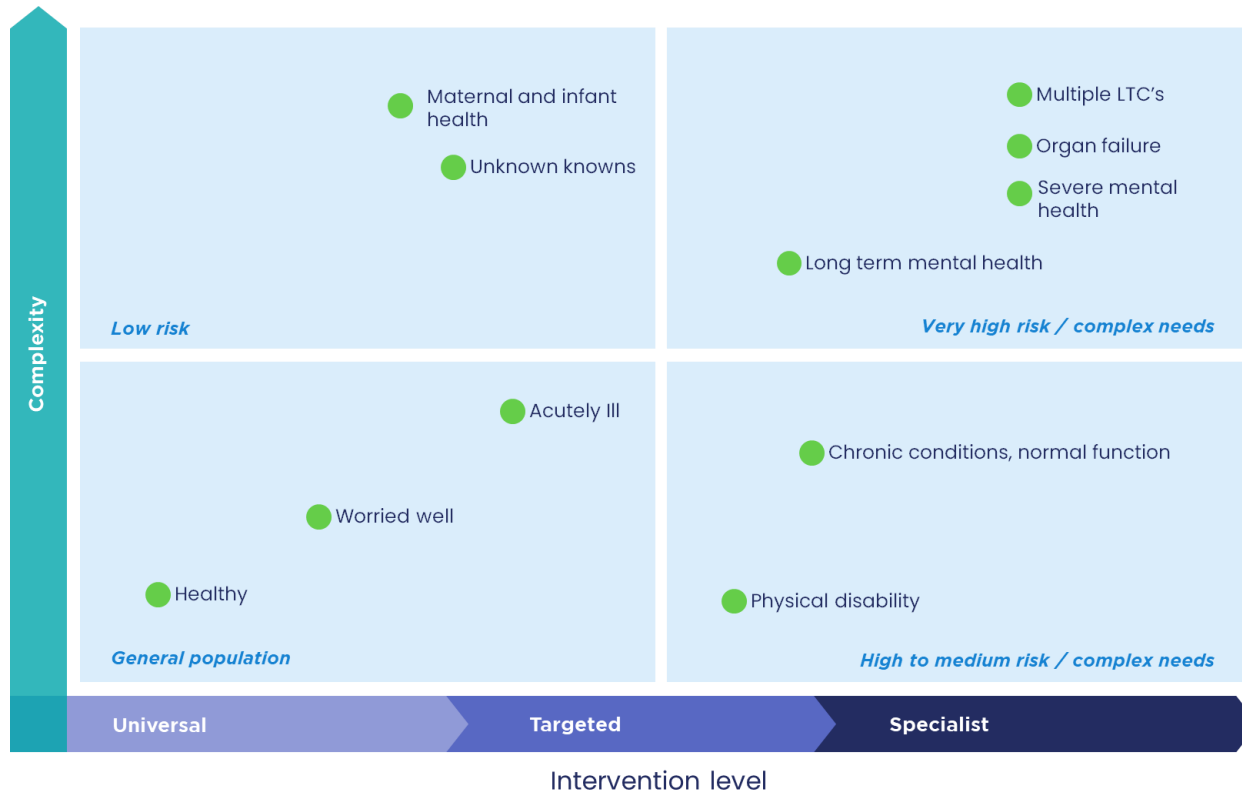 Complexity
Maternal and infant
health
Unknown knowns
Low risk
Multiple LTC's
Organ failure
Severe mental
health
Long term mental health
Very high risk / complex needs
Acutely Ill
Worried well
Healthy
General population
Chronic conditions, normal function
Physical disability
High to medium risk / complex needs
Universal
Targeted
Specialist
Intervention level